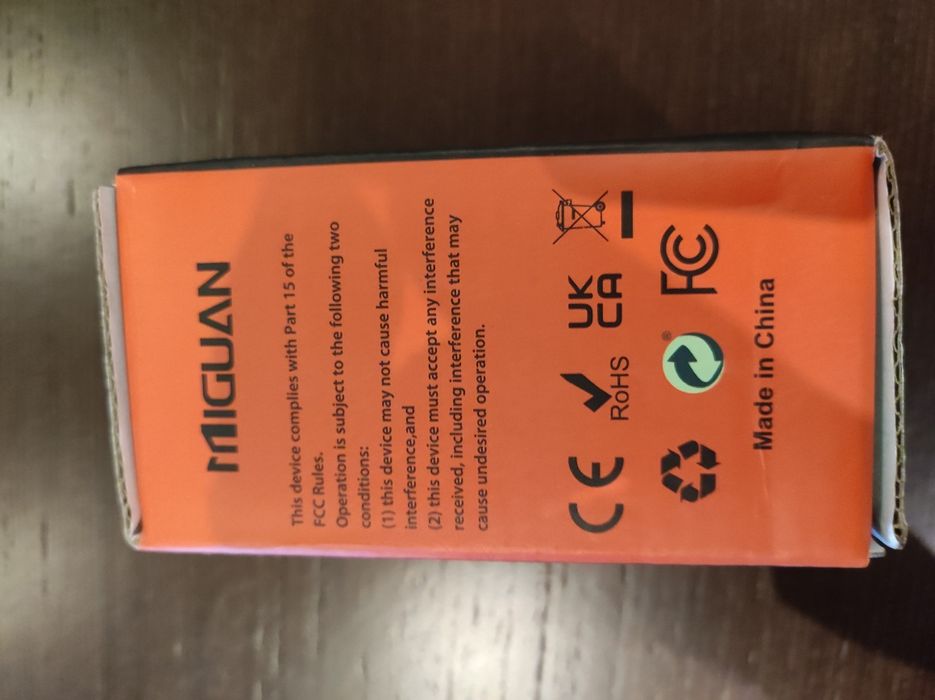 MIGUAN
This device complies with Part 15 of the
FCC Rules.
Operation is subject to the following two
conditions:
(1) this device may not cause harmful
interference,and
(2) this device must accept any interference
received, including interference that may
cause undesired operation.
CE
RoHS
UK
CA
®
FC
Made in China